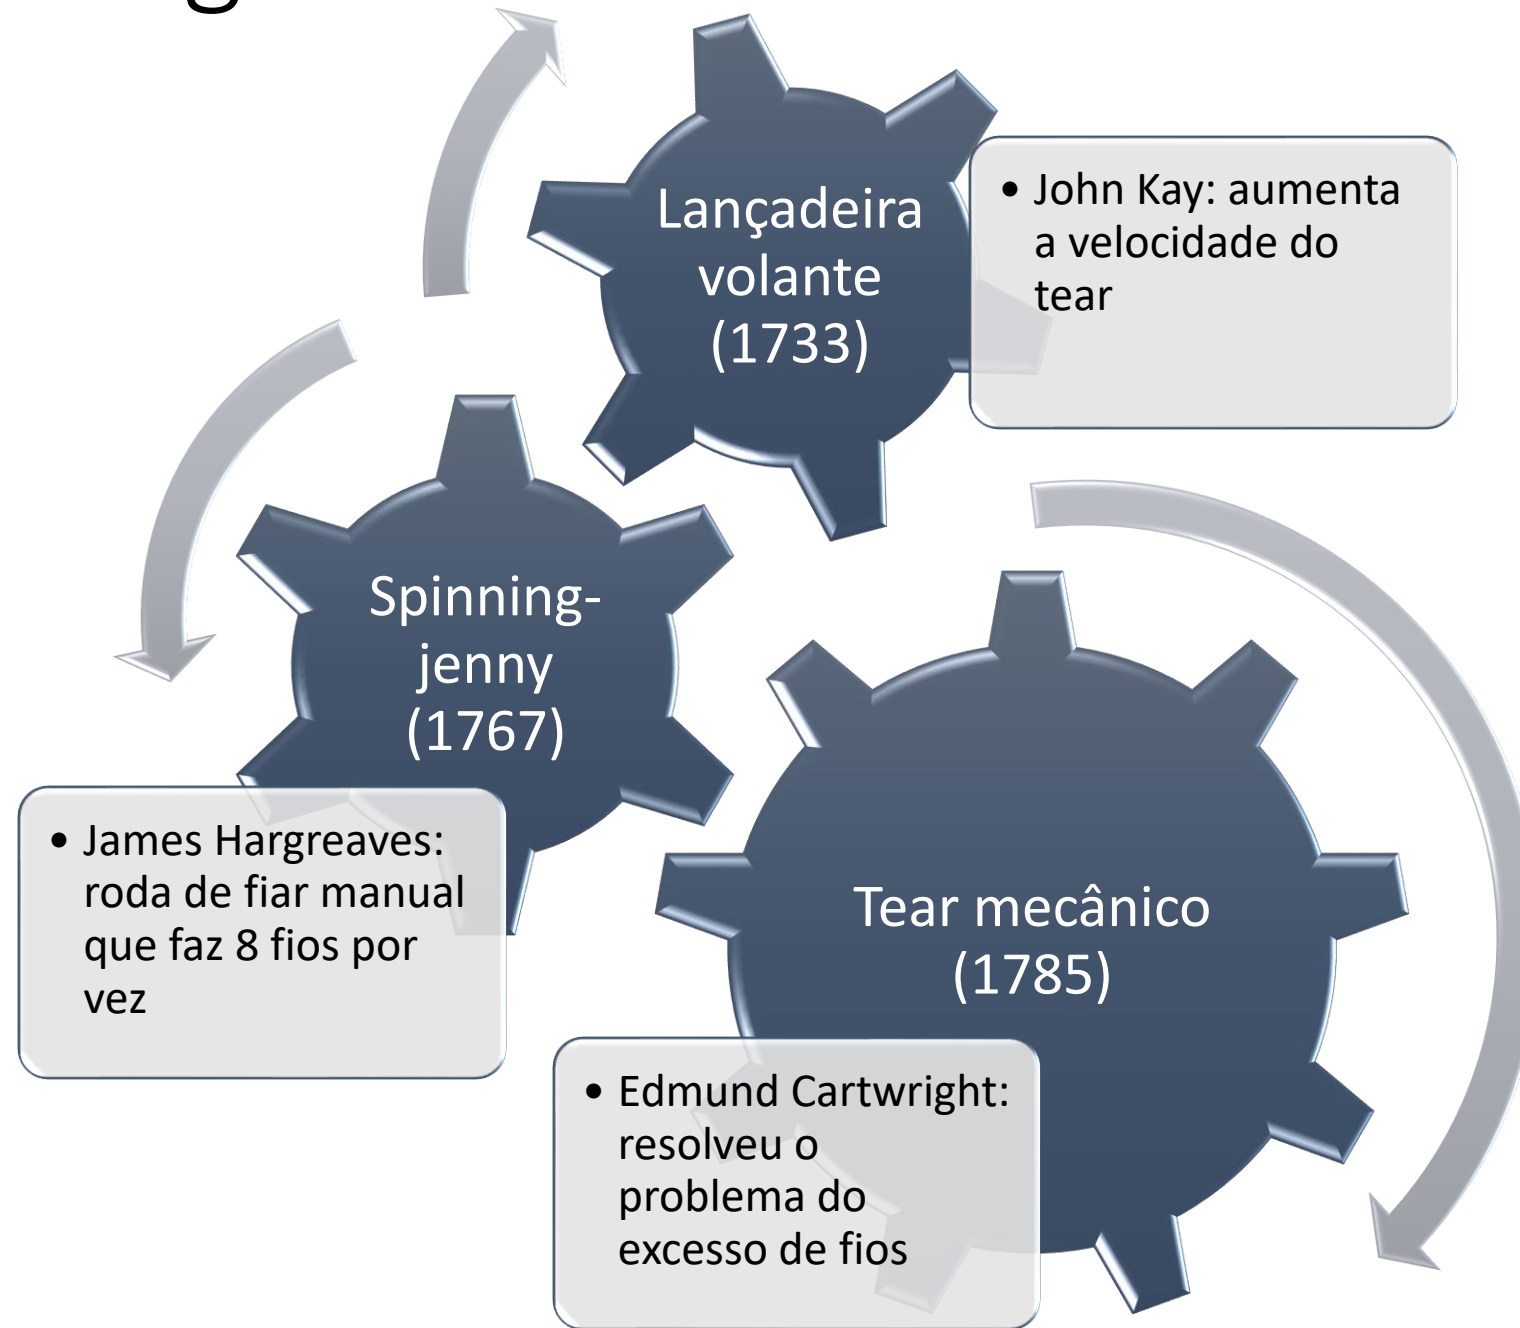 Lançadeira
volante
(1733)
• John Kay: aumenta
a velocidade do
tear
Spinning-
jenny
(1767)
• James Hargreaves:
roda de fiar manual
que faz 8 fios por
vez
Tear mecânico
(1785)
• Edmund Cartwright:
resolveu o
problema do
excesso de fios